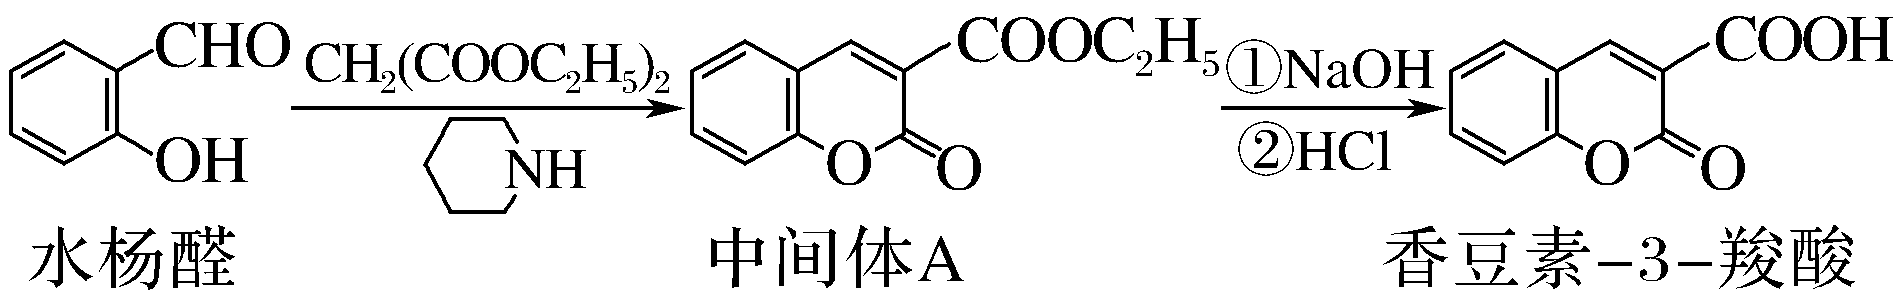 CHO
OH
CH₂(COOC₂H₅)₂
NH
COOC₂H₅
O
O
①NaOH
②HCl
COOH
O
O
水杨醛
中间体A
香豆素-3-羧酸